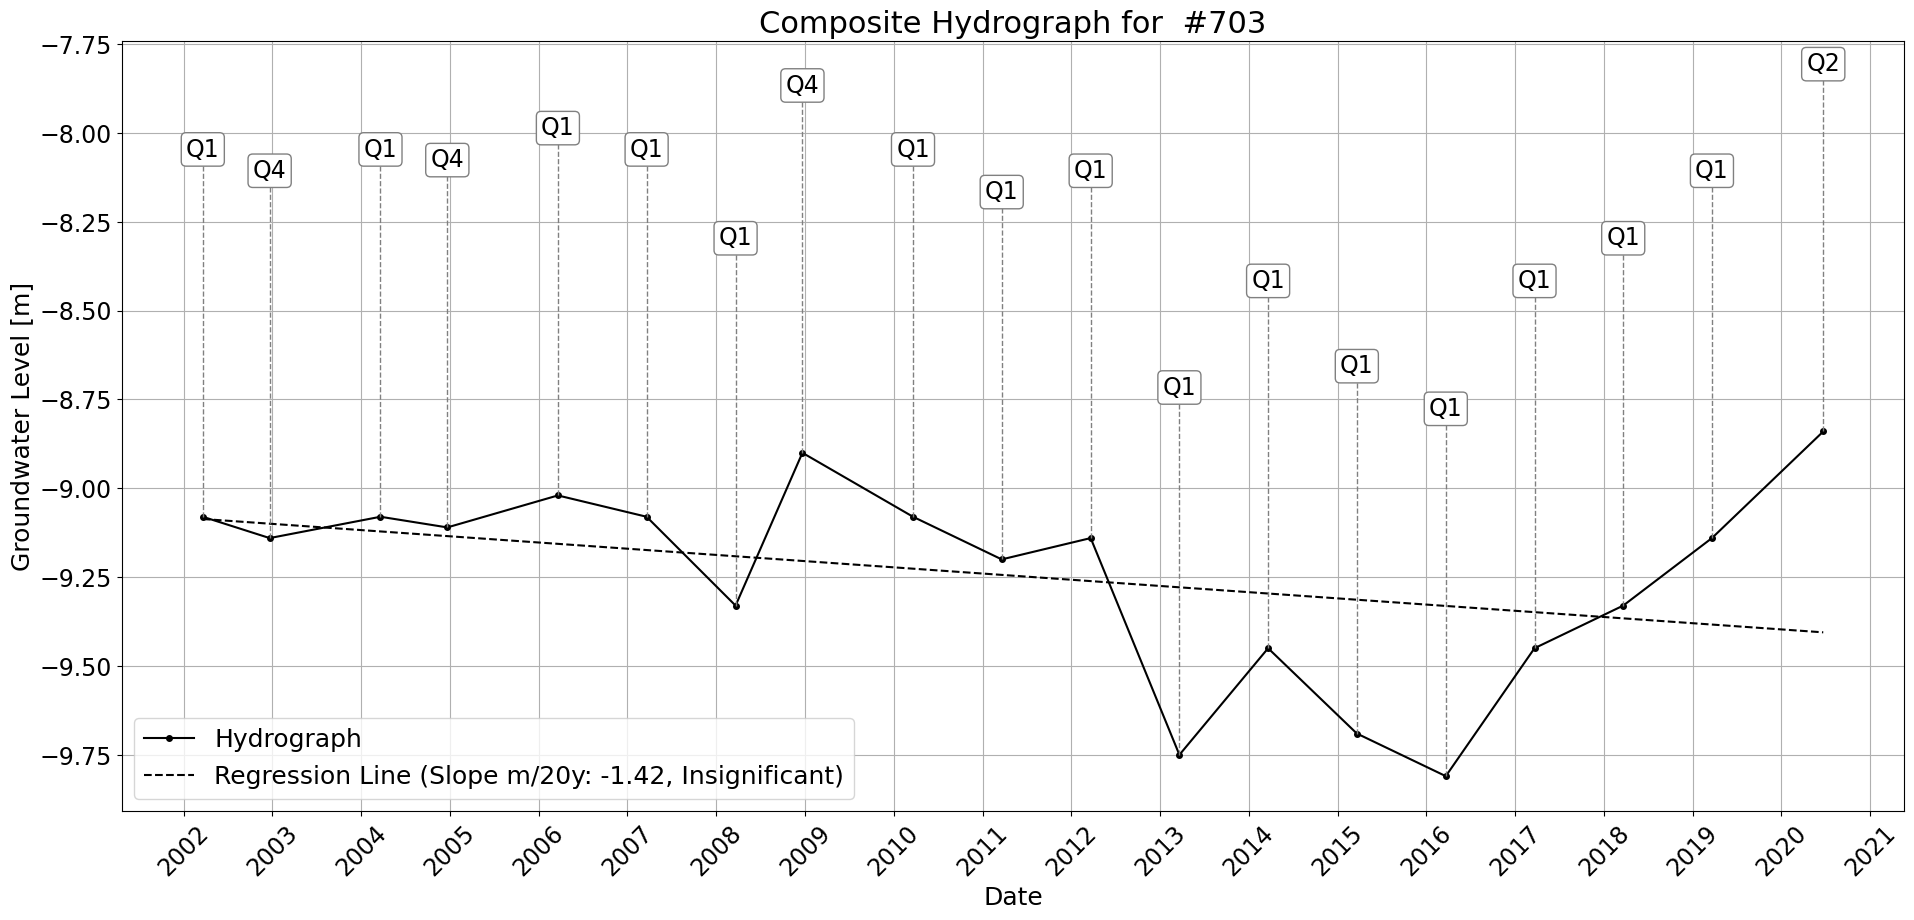 Composite Hydrograph for  #703
Groundwater Level [m]
−7.75
−8.00
−8.25
−8.50
−8.75
−9.00
−9.25
−9.50
−9.75
Q1
Q4
Q1
Q4
Q1
Q1
Q1
Q4
Q1
Q1
Q1
Q1
Q1
Q1
Q1
Q1
Q1
Q1
Q2
Hydrograph
Regression Line (Slope m/20y: -1.42, Insignificant)
2002
2003
2004
2005
2006
2007
2008
2009
2010
2011
2012
2013
2014
2015
2016
2017
2018
2019
2020
2021
Date